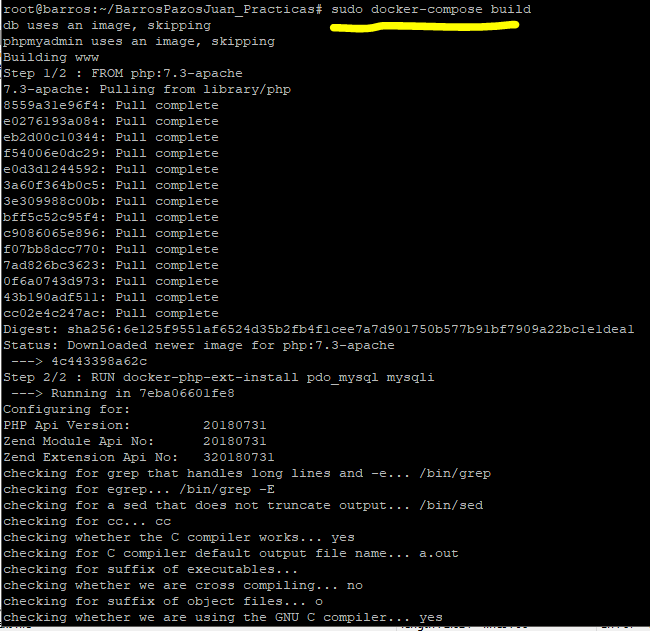 root@barros:~/BarrosPazosJuan_Practicas# sudo docker-compose build
db uses an image, skipping
phpmyadmin uses an image, skipping
Building www
Step 1/2 : FROM php:7.3-apache
7.3-apache: Pulling from library/php
8559a31e96f4: Pull complete
e0276193a084: Pull complete
eb2d00c10344: Pull complete
f54006e0dc29: Pull complete
e0d3d1244592: Pull complete
3a60f364b0c5: Pull complete
3e309988c00b: Pull complete
bff5c52c95f4: Pull complete
c9086065e896: Pull complete
f07bb8dcc770: Pull complete
7ad826bc3623: Pull complete
0f6a0743d973: Pull complete
43b190adf511: Pull complete
cc02e4c247ac: Pull complete
Digest: sha256:6e125f9551af6524d35b2fb4f1cee7a7d901750b577b91bf7909a22bc1e1dea1
Status: Downloaded newer image for php:7.3-apache
---> 4c443398a62c
Step 2/2 : RUN docker-php-ext-install pdo_mysql mysqli
---> Running in 7eba06601fe8
Configuring for:
PHP Api Version: 20180731
Zend Module Api No: 20180731
Zend Extension Api No: 320180731
checking for grep that handles long lines and -e... /bin/grep
checking for egrep... /bin/grep -E
checking for a sed that does not truncate output... /bin/sed
checking for cc... cc
checking whether the C compiler works... yes
checking for C compiler default output file name... a.out
checking for suffix of executables...
checking whether we are cross compiling... no
checking for suffix of object files... o
checking whether we are using the GNU C compiler... yes